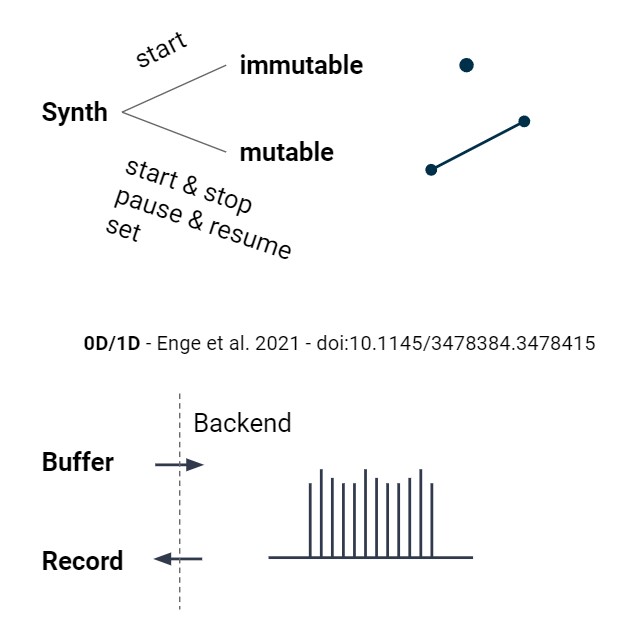 start
immutable
Synth
mutable
start & stop
pause & resume
set
0D/1D - Enge et al. 2021 - doi:10.1145/3478384.3478415
Backend
Buffer
Record